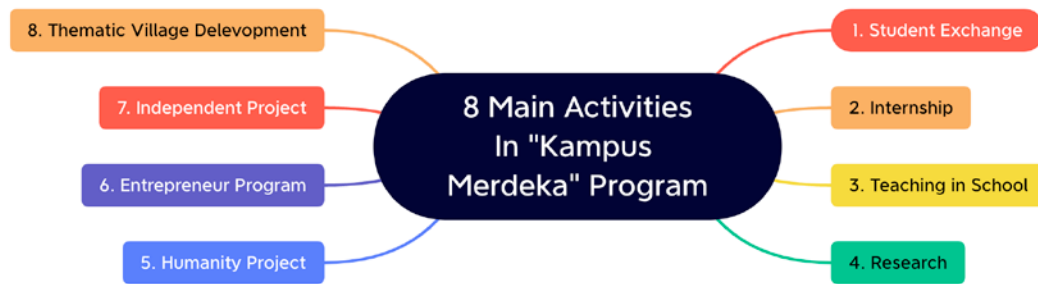 8 Main Activities
In "Kampus
Merdeka" Program
1. Student Exchange
2. Internship
3. Teaching in School
4. Research
5. Humanity Project
6. Entrepreneur Program
7. Independent Project
8. Thematic Village Delevopment